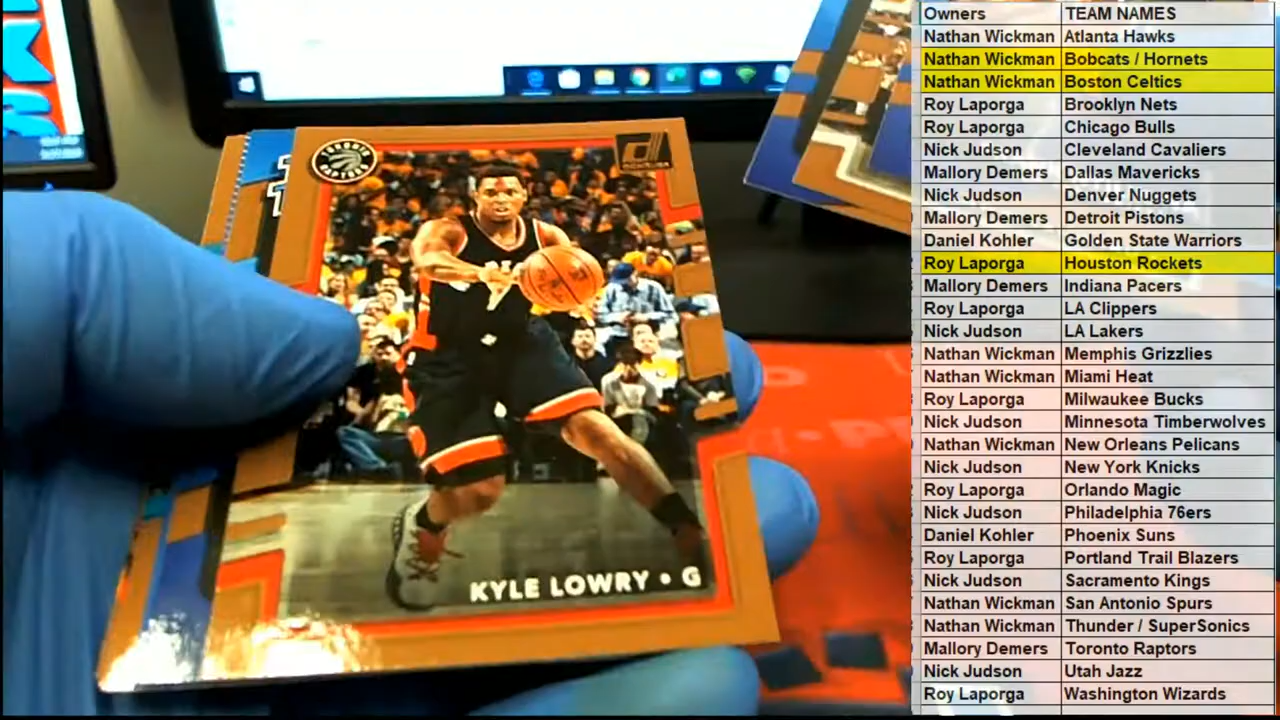 TORONTO
RAPTORS
KYLE LOWRY • G
Owners TEAM NAMES
Nathan Wickman Atlanta Hawks
Nathan Wickman Bobcats / Hornets
Nathan Wickman Boston Celtics
Roy Laporga Brooklyn Nets
Roy Laporga Chicago Bulls
Nick Judson Cleveland Cavaliers
Mallory Demers Dallas Mavericks
Nick Judson Denver Nuggets
Mallory Demers Detroit Pistons
Daniel Kohler Golden State Warriors
Roy Laporga Houston Rockets
Mallory Demers Indiana Pacers
Roy Laporga LA Clippers
Nick Judson LA Lakers
Nathan Wickman Memphis Grizzlies
Nathan Wickman Miami Heat
Roy Laporga Milwaukee Bucks
Nick Judson Minnesota Timberwolves
Nathan Wickman New Orleans Pelicans
Nick Judson New York Knicks
Roy Laporga Orlando Magic
Nick Judson Philadelphia 76ers
Daniel Kohler Phoenix Suns
Roy Laporga Portland Trail Blazers
Nick Judson Sacramento Kings
Nathan Wickman San Antonio Spurs
Nathan Wickman Thunder / SuperSonics
Mallory Demers Toronto Raptors
Nick Judson Utah Jazz
Roy Laporga Washington Wizards